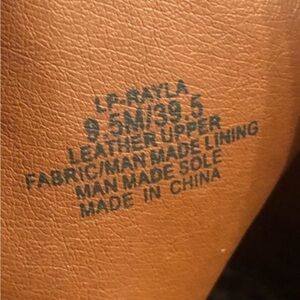 LP-RAYLA
9.5M/39.5
LEATHER UPPER
FABRIC/MAN MADE LINING
MAN MADE SOLE
MADE IN CHINA